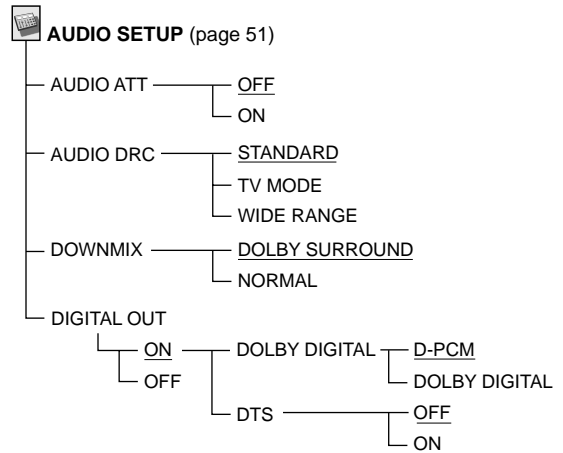 AUDIO SETUP (page 51)
AUDIO ATT OFF
ON
AUDIO DRC STANDARD
TV MODE
WIDE RANGE
DOWNMIX DOLBY SURROUND
NORMAL
DIGITAL OUT
ON DOLBY DIGITAL D-PCM
OFF DOLBY DIGITAL
DTS OFF
ON